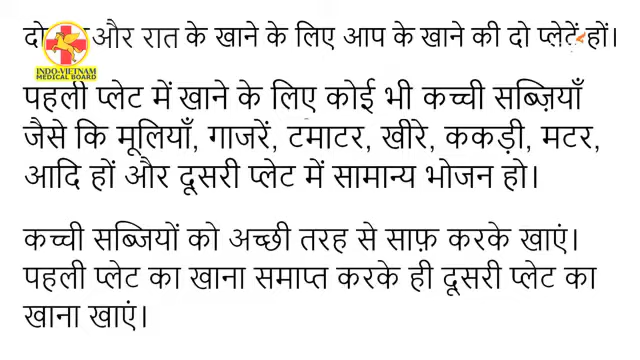 और रात के खाने के लिए आप के खाने की दो प्लेटें हों।
INDO-VIETNAM
MEDICAL BOARD
पहली प्लेट में खाने के लिए कोई भी कच्ची सब्ज़ियाँ
जैसे कि मूलियाँ, गाजरें, टमाटर, खीरे, ककड़ी, मटर,
आदि हों और दूसरी प्लेट में सामान्य भोजन हो।
कच्ची सब्जियों को अच्छी तरह से साफ़ करके खाएं।
पहली प्लेट का खाना समाप्त करके ही दूसरी प्लेट का
खाना खाएं।